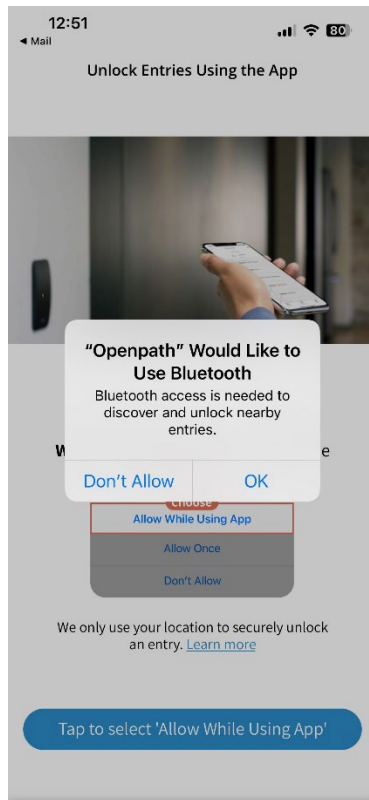 12:51
80
◄ Mail
Unlock Entries Using the App
“Openpath” Would Like to
Use Bluetooth
Bluetooth access is needed to
discover and unlock nearby
entries.
Don’t Allow
OK
Choose
Allow While Using App
Allow Once
Don’t Allow
We only use your location to securely unlock
an entry. Learn more
Tap to select 'Allow While Using App'